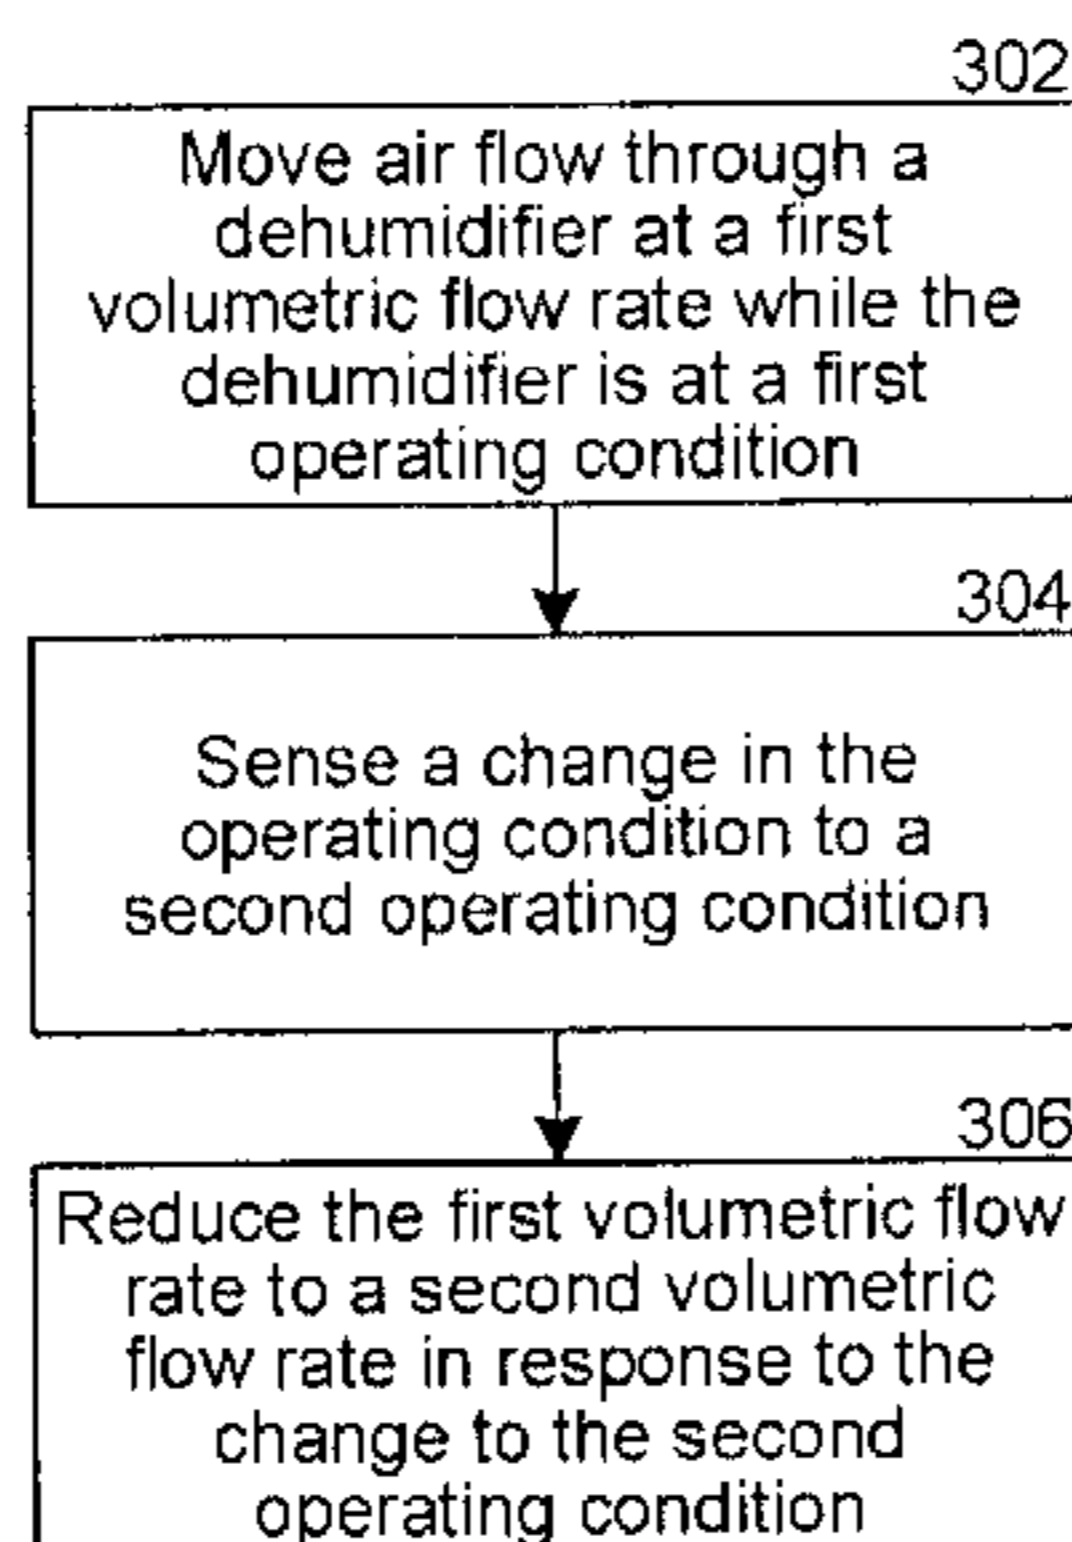 302
Move air flow through a
dehumidifier at a first
volumetric flow rate while the
dehumidifier is at a first
operating condition
304
Sense a change in the
operating condition to a
second operating condition
306
Reduce the first volumetric flow
rate to a second volumetric
flow rate in response to the
change to the second
operating condition